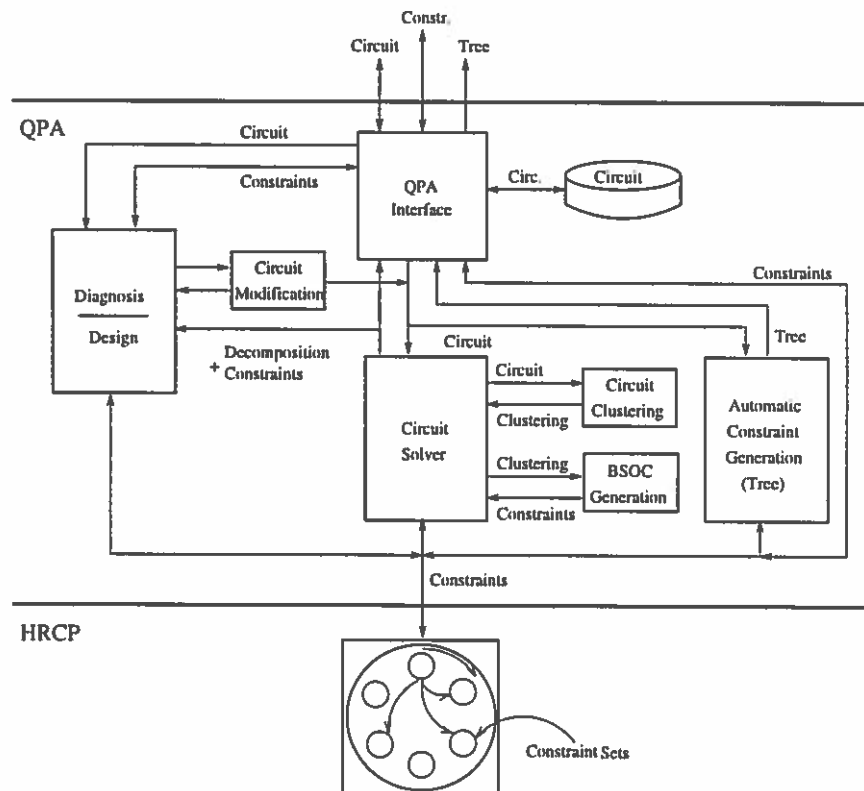 Constr.
Circuit
Tree
QPA
Circuit
Constraints
QPA
Interface
Circ.
Circuit
Constraints
Circuit
Modification
Diagnosis
Design
Tree
Circuit
+ Decomposition
Constraints
Circuit
Clustering
Circuit
Clustering
Circuit
Solver
Automatic
Constraint
Generation
(Tree)
Clustering
Constraints
BSOC
Generation
Constraints
HRCP
Constraint Sets